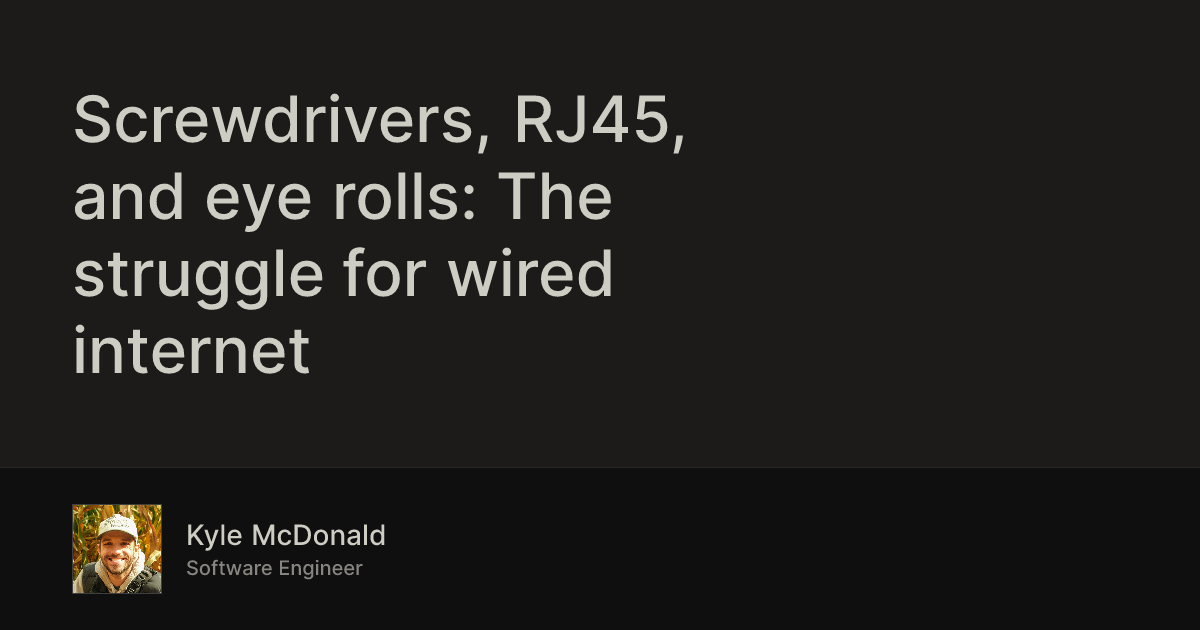 Screwdrivers, RJ45,
and eye rolls: The
struggle for wired
internet
Kyle McDonald
Software Engineer